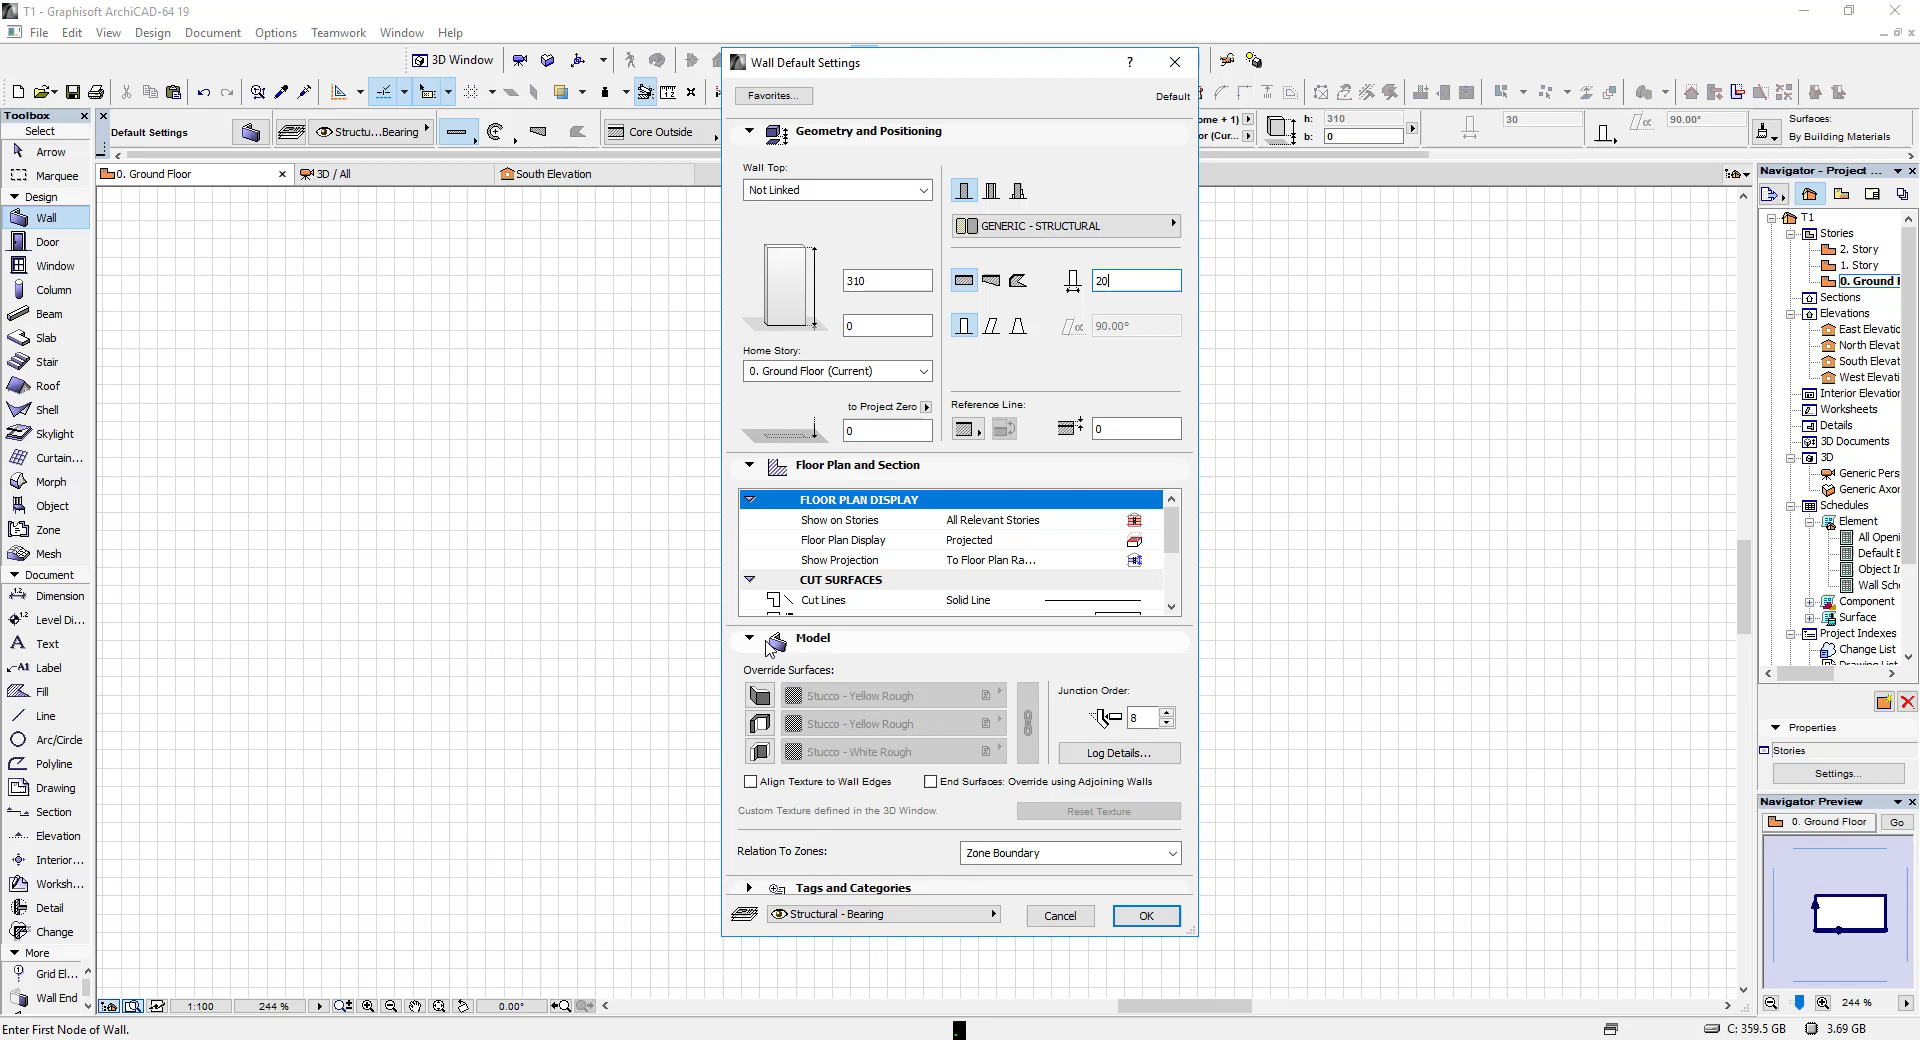 T1 - Graphisoft ArchiCAD-64 19
File Edit View Design Document Options Teamwork Window Help
3D Window
Wall Default Settings
?
Favorites...
Default
Toolbox
Select
Default Settings
Structu...Bearing
Core Outside
ome + 1)
or (Cur...
h: 310
b: 0
30
90.00°
Surfaces:
By Building Materials
0. Ground Floor
3D / All
South Elevation
Arrow
Marquee
Design
Wall
Door
Window
Column
Beam
Slab
Stair
Roof
Shell
Skylight
Curtain...
Morph
Object
Zone
Mesh
Document
Dimension
Level Di...
Text
Label
Fill
Line
Arc/Circle
Polyline
Drawing
Section
Elevation
Interior...
Worksh...
Detail
Change
More
Grid El...
Wall End
Geometry and Positioning
Wall Top:
Not Linked
GENERIC - STRUCTURAL
310
20
0
90.00°
Home Story:
0. Ground Floor (Current)
to Project Zero
Reference Line:
0
0
Floor Plan and Section
FLOOR PLAN DISPLAY
Show on Stories All Relevant Stories
Floor Plan Display Projected
Show Projection To Floor Plan Ra...
CUT SURFACES
Cut Lines Solid Line
Model
Override Surfaces:
Stucco - Yellow Rough
Stucco - Yellow Rough
Stucco - White Rough
Junction Order:
8
Log Details...
Align Texture to Wall Edges
End Surfaces: Override using Adjoining Walls
Custom Texture defined in the 3D Window.
Reset Texture
Relation To Zones:
Zone Boundary
Tags and Categories
Structural - Bearing
Cancel
OK
Navigator - Project ...
T1
Stories
2. Story
1. Story
0. Ground F
Sections
Elevations
East Elevatio
North Elevat
South Elevat
West Elevati
Interior Elevation
Worksheets
Details
3D Documents
3D
Generic Pers
Generic Axor
Schedules
Element
All Openi
Default E
Object Ir
Wall Sche
Component
Surface
Project Indexes
Change List
Drawing List
Properties
Stories
Settings...
Navigator Preview
0. Ground Floor
Go
244 %
1:100
244 %
0.00°
Enter First Node of Wall.
C: 359.5 GB
3.69 GB